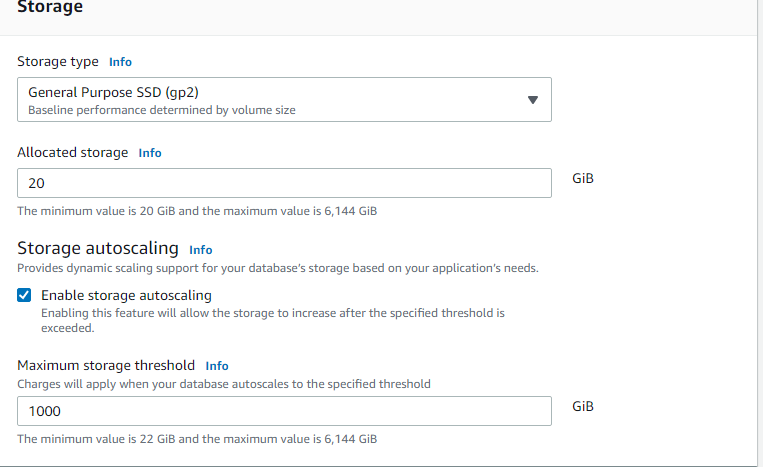 Storage
Storage type Info
General Purpose SSD (gp2)
Baseline performance determined by volume size
Allocated storage Info
20
GiB
The minimum value is 20 GiB and the maximum value is 6,144 GiB
Storage autoscaling Info
Provides dynamic scaling support for your database's storage based on your application's needs.
Enable storage autoscaling
Enabling this feature will allow the storage to increase after the specified threshold is
exceeded.
Maximum storage threshold Info
Charges will apply when your database autoscales to the specified threshold
1000
GiB
The minimum value is 22 GiB and the maximum value is 6,144 GiB